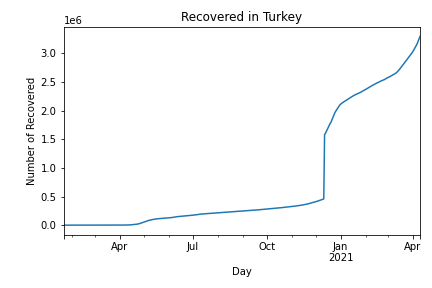 Recovered in Turkey
1e6
3.0
2.5
2.0
1.5
1.0
0.5
0.0
Number of Recovered
Apr Jul Oct Jan Apr
2021
Day